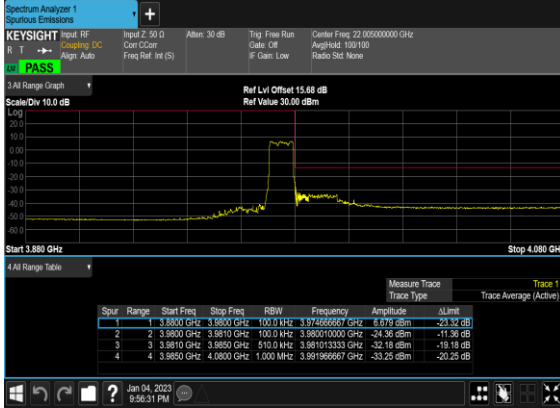 Spectrum Analyzer 1
Spurious Emissions
KEYSIGHT
R T
Input: RF
Coupling: DC
Align: Auto
Input Z: 50 Ω
Corr CCorr
Freq Ref: Int (S)
Atten: 30 dB
Trig: Free Run
Gate: Off
IF Gain: Low
Center Freq: 22.005000000 GHz
Avg|Hold: 100/100
Radio Std: None
PASS
3 All Range Graph
Scale/Div 10.0 dB
Ref Lvl Offset 15.68 dB
Ref Value 30.00 dBm
Log
20.0
10.0
0.00
-10.0
-20.0
-30.0
-40.0
-50.0
-60.0
Start 3.880 GHz
Stop 4.080 GH
4 All Range Table
Measure Trace Trace 1
Trace Type Trace Average (Active)
Spur Range Start Freq Stop Freq RBW Frequency Amplitude ΔLimit
1 1 3.8800 GHz 3.9800 GHz 100.0 kHz 3.974666667 GHz 6.679 dBm -23.32 dB
2 2 3.9800 GHz 3.9810 GHz 100.0 kHz 3.980010000 GHz -24.36 dBm -11.36 dB
3 3 3.9810 GHz 3.9850 GHz 510.0 kHz 3.981013333 GHz -32.18 dBm -19.18 dB
4 4 3.9850 GHz 4.0800 GHz 1.000 MHz 3.991966667 GHz -33.25 dBm -20.25 dB
Jan 04, 2023
9:56:31 PM